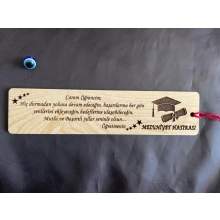 Canım Öğrencim;
Hiç durmadan yoluna devam edeceğin, başarılarına her gün
yenilerini ekleyeceğin, hedeflerine ulaşabileceğin,
Mutlu ve Başarılı yıllar seninle olsun...
Öğretmenin
MEZUNİYET HATIRASI